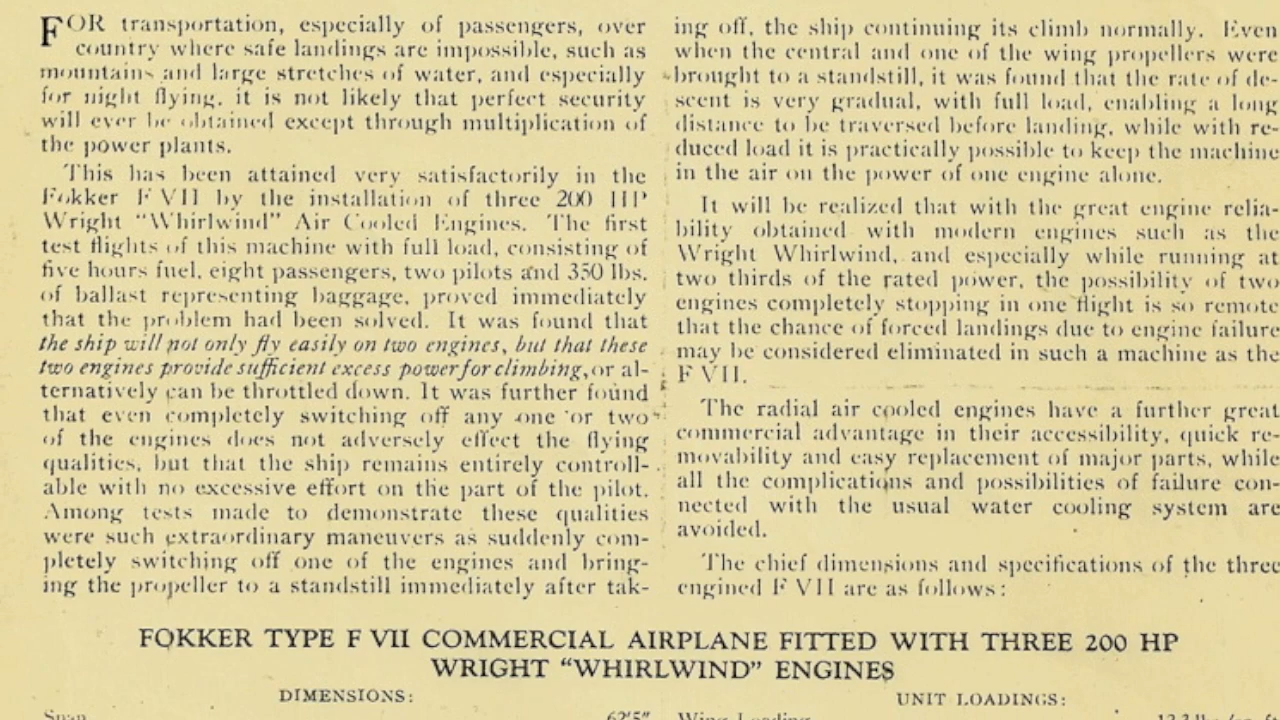 FOR transportation, especially of passengers, over
country where safe landings are impossible, such as
mountains and large stretches of water, and especially
for night flying, it is not likely that perfect security
will ever be obtained except through multiplication of
the power plants.
This has been attained very satisfactorily in the
Fokker F VII by the installation of three 200 HP
Wright "Whirlwind" Air Cooled Engines. The first
test flights of this machine with full load, consisting of
five hours fuel, eight passengers, two pilots and 350 lbs.
of ballast representing baggage, proved immediately
that the problem had been solved. It was found that
the ship will not only fly easily on two engines, but that these
two engines provide sufficient excess power for climbing, or al-
ternatively can be throttled down. It was further found
that even completely switching off any one or two
of the engines does not adversely effect the flying
qualities, but that the ship remains entirely controll-
able with no excessive effort on the part of the pilot.
Among tests made to demonstrate these qualities
were such extraordinary maneuvers as suddenly com-
pletely switching off one of the engines and bring-
ing the propeller to a standstill immediately after tak-
ing off, the ship continuing its climb normally. Even
when the central and one of the wing propellers were
brought to a standstill, it was found that the rate of de-
scent is very gradual, with full load, enabling a long
distance to be traversed before landing, while with re-
duced load it is practically possible to keep the machine
in the air on the power of one engine alone.
It will be realized that with the great engine relia-
bility obtained with modern engines such as the
Wright Whirlwind, and especially while running at
two thirds of the rated power, the possibility of two
engines completely stopping in one flight is so remote
that the chance of forced landings due to engine failure
may be considered eliminated in such a machine as the
F VII.
The radial air cooled engines have a further great
commercial advantage in their accessibility, quick re-
movability and easy replacement of major parts, while
all the complications and possibilities of failure con-
nected with the usual water cooling system are
avoided.
The chief dimensions and specifications of the three
engined F VII are as follows:
FOKKER TYPE F VII COMMERCIAL AIRPLANE FITTED WITH THREE 200 HP
WRIGHT "WHIRLWIND" ENGINES
DIMENSIONS:
Span 62'5"
UNIT LOADINGS:
Wing Loading